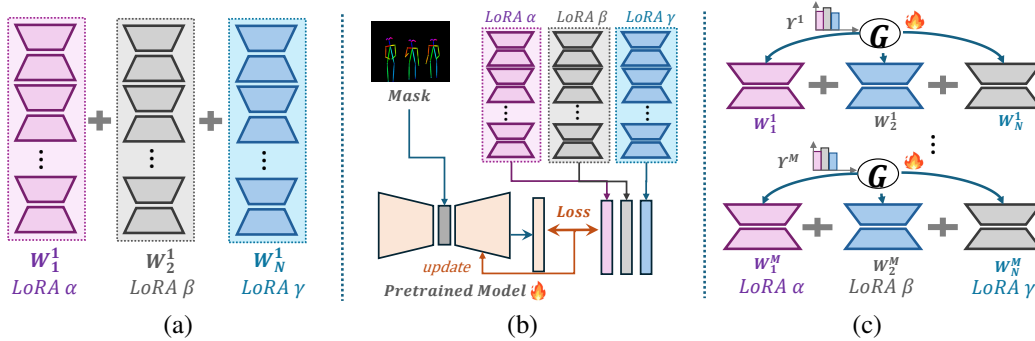 W₁¹
LoRA α
W₂¹
LoRA β
W_N¹
LoRA γ
(a)
LoRA α
LoRA β
LoRA γ
Mask
Loss
update
Pretrained Model
(b)
ϒ¹
G
W₁¹
W₂¹
W_N¹
ϒᴹ
G
W₁ᴹ
W₂ᴹ
W_Nᴹ
LoRA α
LoRA β
LoRA γ
(c)